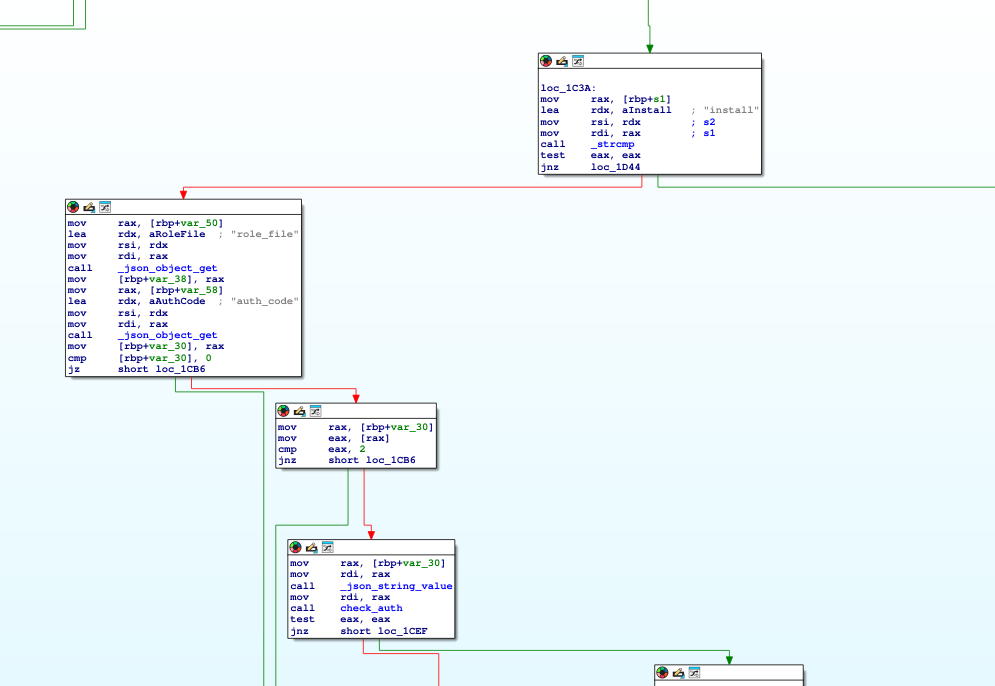 loc_1C3A:
mov rax, [rbp+s1]
lea rdx, aInstall ; "install"
mov rsi, rdx ; s2
mov rdi, rax ; s1
call _strcmp
test eax, eax
jnz loc_1D44
mov rax, [rbp+var_50]
lea rdx, aRoleFile ; "role_file"
mov rsi, rdx
mov rdi, rax
call _json_object_get
mov [rbp+var_38], rax
mov rax, [rbp+var_58]
lea rdx, aAuthCode ; "auth_code"
mov rsi, rdx
mov rdi, rax
call _json_object_get
mov [rbp+var_30], rax
cmp [rbp+var_30], 0
jz short loc_1CB6
mov rax, [rbp+var_30]
mov eax, [rax]
cmp eax, 2
jnz short loc_1CB6
mov rax, [rbp+var_30]
mov rdi, rax
call _json_string_value
mov rdi, rax
call check_auth
test eax, eax
jnz short loc_1CEF